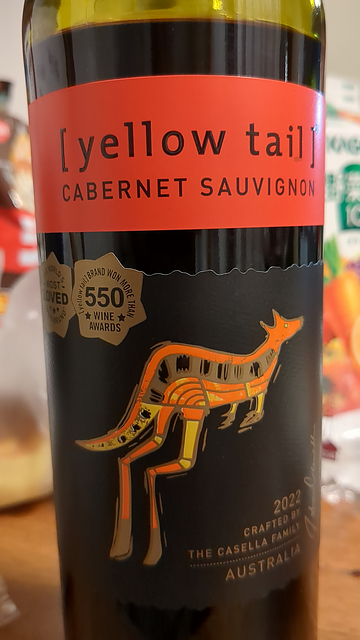 [ yellow tail ]
CABERNET SAUVIGNON
MOST
LOVED
[yellow tail] BRAND WON MORE THAN
550
WINE
AWARDS
2022
CRAFTED BY
THE CASELLA FAMILY
AUSTRALIA